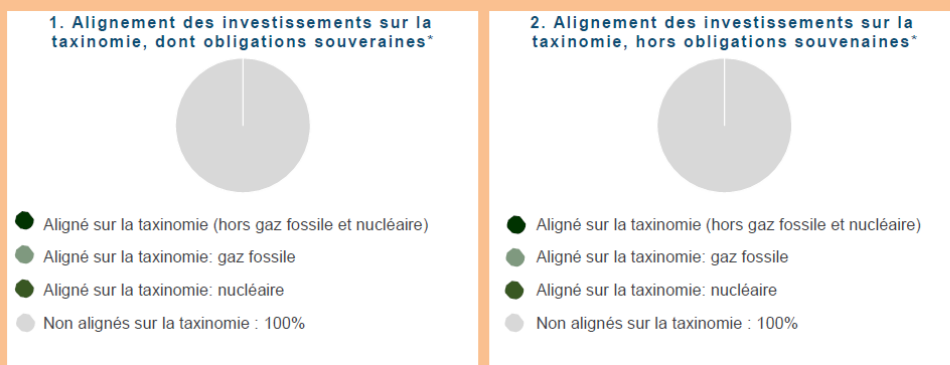 1. Alignement des investissements sur la
taxinomie, dont obligations souveraines*
Aligné sur la taxinomie (hors gaz fossile et nucléaire)
Aligné sur la taxinomie: gaz fossile
Aligné sur la taxinomie: nucléaire
Non alignés sur la taxinomie : 100%
2. Alignement des investissements sur la
taxinomie, hors obligations souvenaines*
Aligné sur la taxinomie (hors gaz fossile et nucléaire)
Aligné sur la taxinomie: gaz fossile
Aligné sur la taxinomie: nucléaire
Non alignés sur la taxinomie : 100%